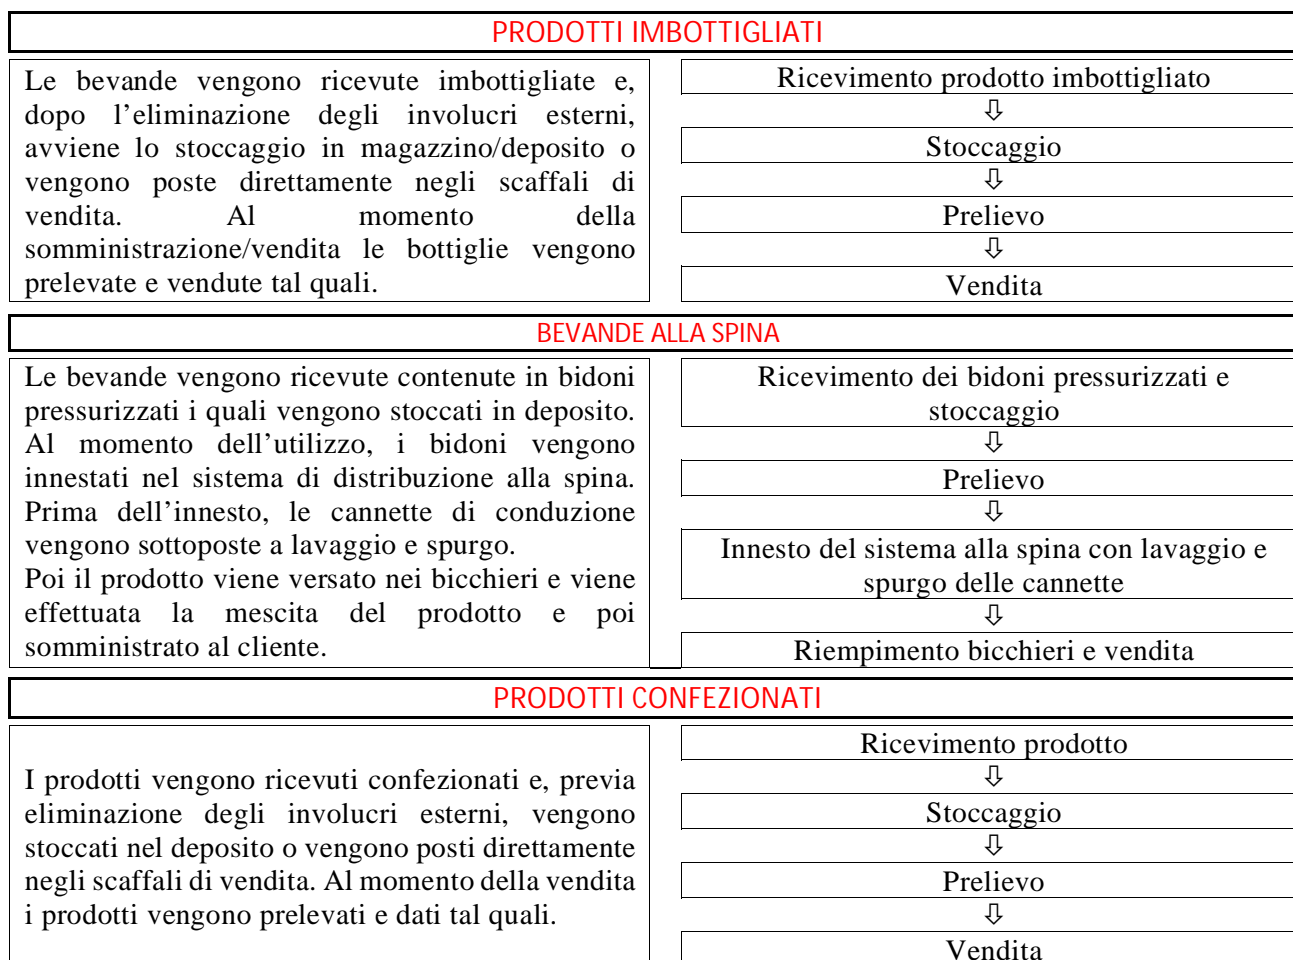 PRODOTTI IMBOTTIGLIATI
Le bevande vengono ricevute imbottigliate e,
dopo l'eliminazione degli involucri esterni,
avviene lo stoccaggio in magazzino/deposito o
vengono poste direttamente negli scaffali di
vendita. Al momento della
somministrazione/vendita le bottiglie vengono
prelevate e vendute tal quali.
Ricevimento prodotto imbottigliato
⇩
Stoccaggio
⇩
Prelievo
⇩
Vendita
BEVANDE ALLA SPINA
Le bevande vengono ricevute contenute in bidoni
pressurizzati i quali vengono stoccati in deposito.
Al momento dell'utilizzo, i bidoni vengono
innestati nel sistema di distribuzione alla spina.
Prima dell'innesto, le cannette di conduzione
vengono sottoposte a lavaggio e spurgo.
Poi il prodotto viene versato nei bicchieri e viene
effettuata la mescita del prodotto e poi
somministrato al cliente.
Ricevimento dei bidoni pressurizzati e
stoccaggio
⇩
Prelievo
⇩
Innesto del sistema alla spina con lavaggio e
spurgo delle cannette
⇩
Riempimento bicchieri e vendita
PRODOTTI CONFEZIONATI
I prodotti vengono ricevuti confezionati e, previa
eliminazione degli involucri esterni, vengono
stoccati nel deposito o vengono posti direttamente
negli scaffali di vendita. Al momento della vendita
i prodotti vengono prelevati e dati tal quali.
Ricevimento prodotto
⇩
Stoccaggio
⇩
Prelievo
⇩
Vendita